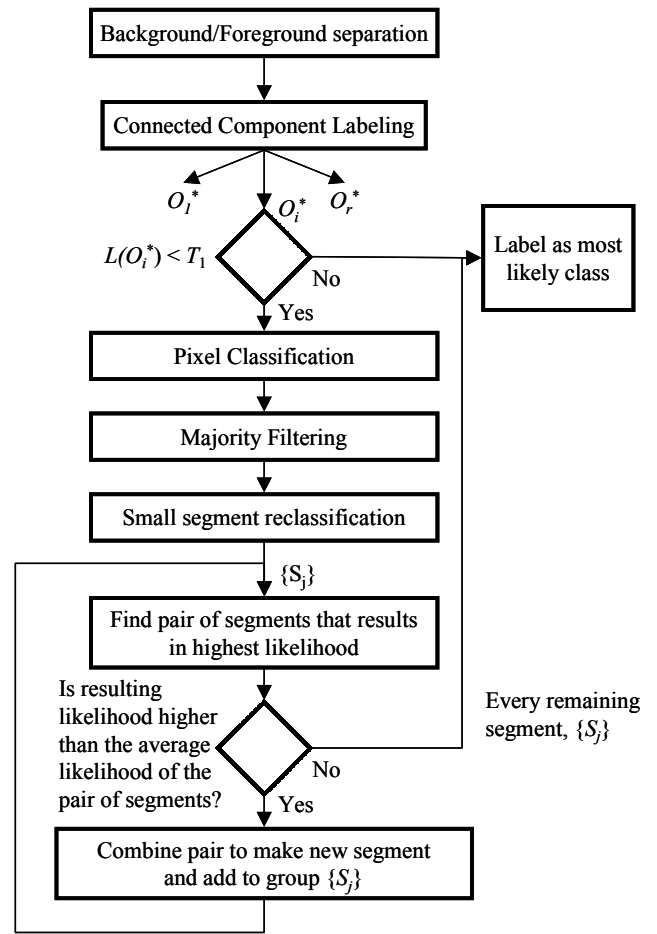 Background/Foreground separation
Connected Component Labeling
O₁*
Oᵢ*
Oᵣ*
L(Oᵢ*) < T₁
No
Label as most
likely class
Yes
Pixel Classification
Majority Filtering
Small segment reclassification
{Sⱼ}
Find pair of segments that results
in highest likelihood
Is resulting
likelihood higher
than the average
likelihood of the
pair of segments?
No
Every remaining
segment, {Sⱼ}
Yes
Combine pair to make new segment
and add to group {Sⱼ}